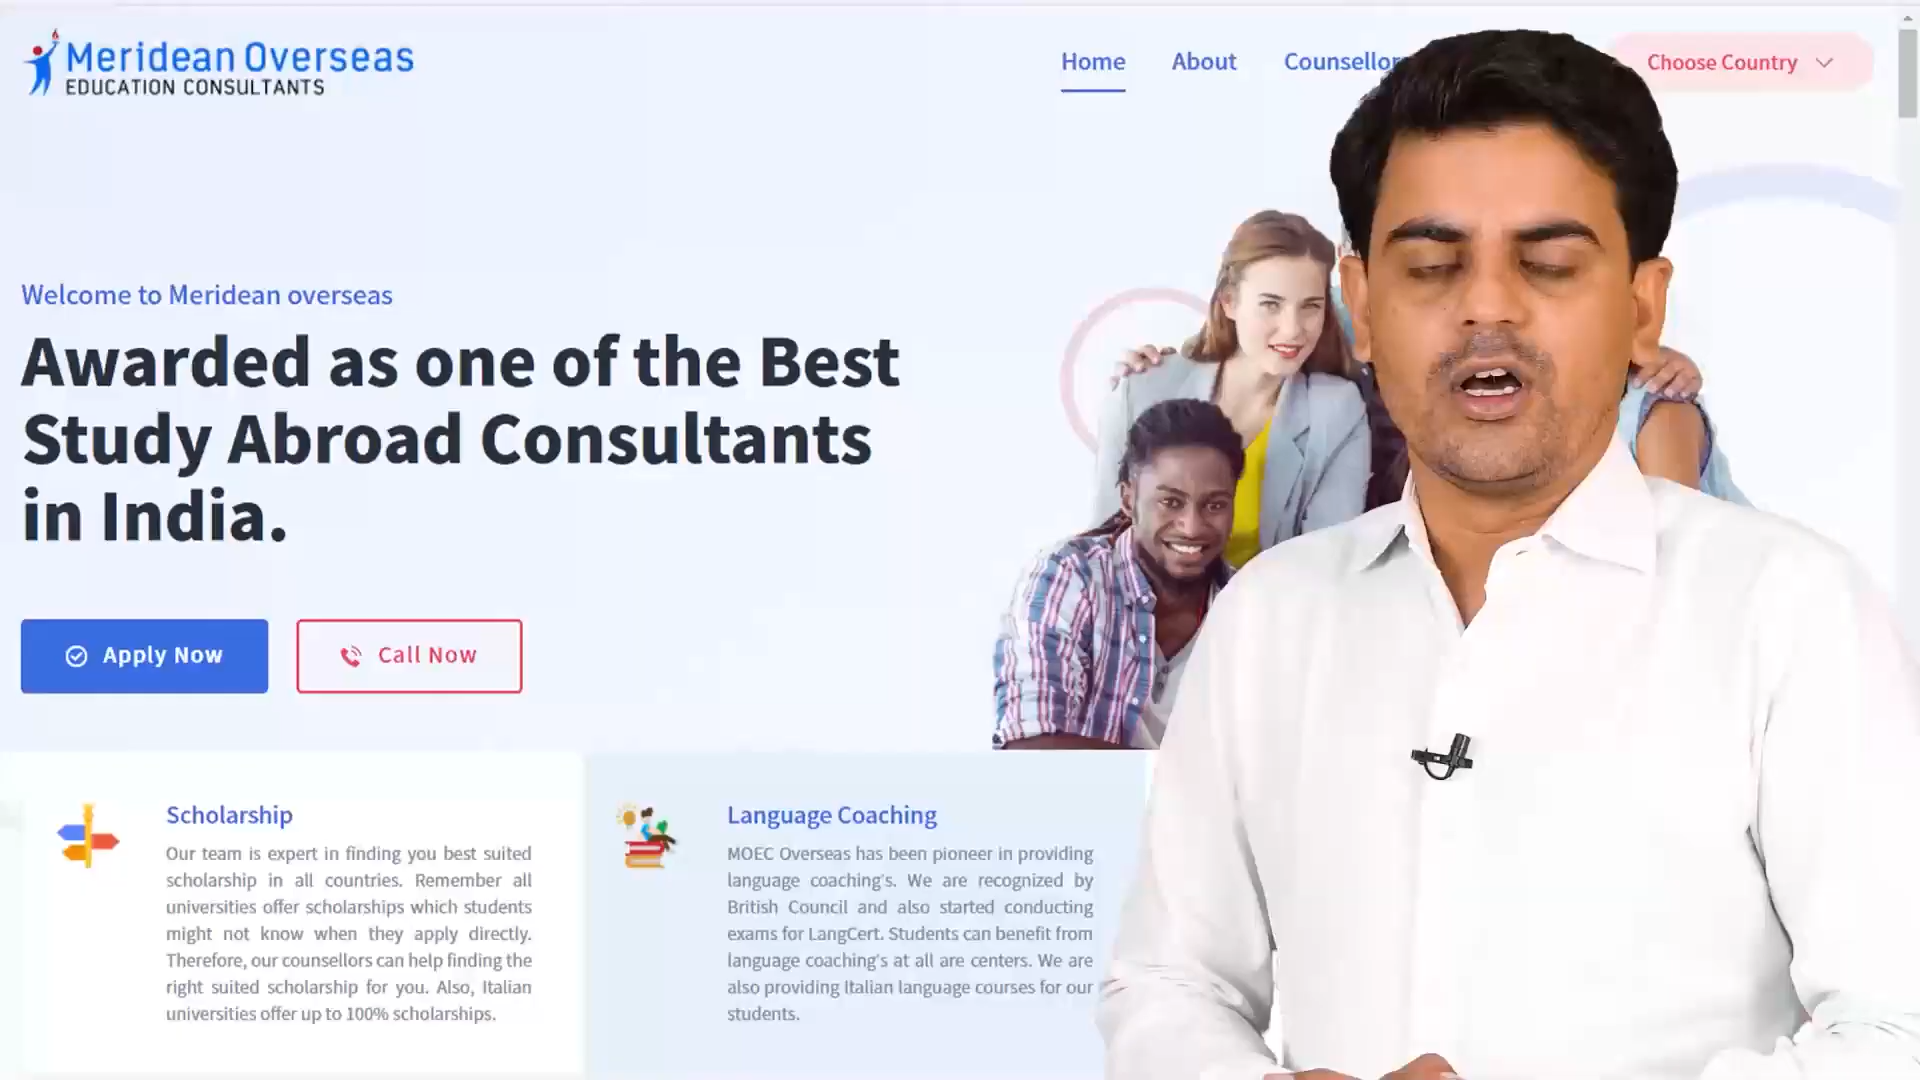 Meridean Overseas
EDUCATION CONSULTANTS
Home About Counsellor Choose Country
Welcome to Meridean overseas
Awarded as one of the Best
Study Abroad Consultants
in India.
Apply Now
Call Now
Scholarship
Our team is expert in finding you best suited
scholarship in all countries. Remember all
universities offer scholarships which students
might not know when they apply directly.
Therefore, our counsellors can help finding the
right suited scholarship for you. Also, Italian
universities offer up to 100% scholarships.
Language Coaching
MOEC Overseas has been pioneer in providing
language coaching's. We are recognized by
British Council and also started conducting
exams for LangCert. Students can benefit from
language coaching's at all are centers. We are
also providing Italian language courses for our
students.